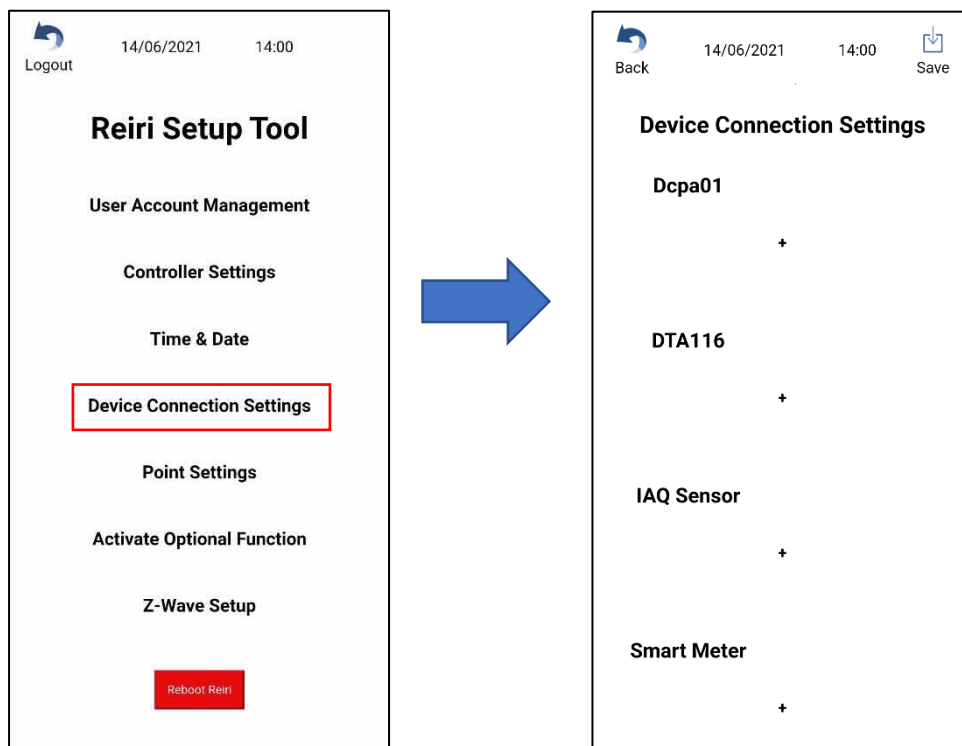 14/06/2021 14:00
Logout
Reiri Setup Tool
User Account Management
Controller Settings
Time & Date
Device Connection Settings
Point Settings
Activate Optional Function
Z-Wave Setup
Reboot Reiri
14/06/2021 14:00
Back Save
Device Connection Settings
Dcpa01
+
DTA116
+
IAQ Sensor
+
Smart Meter
+